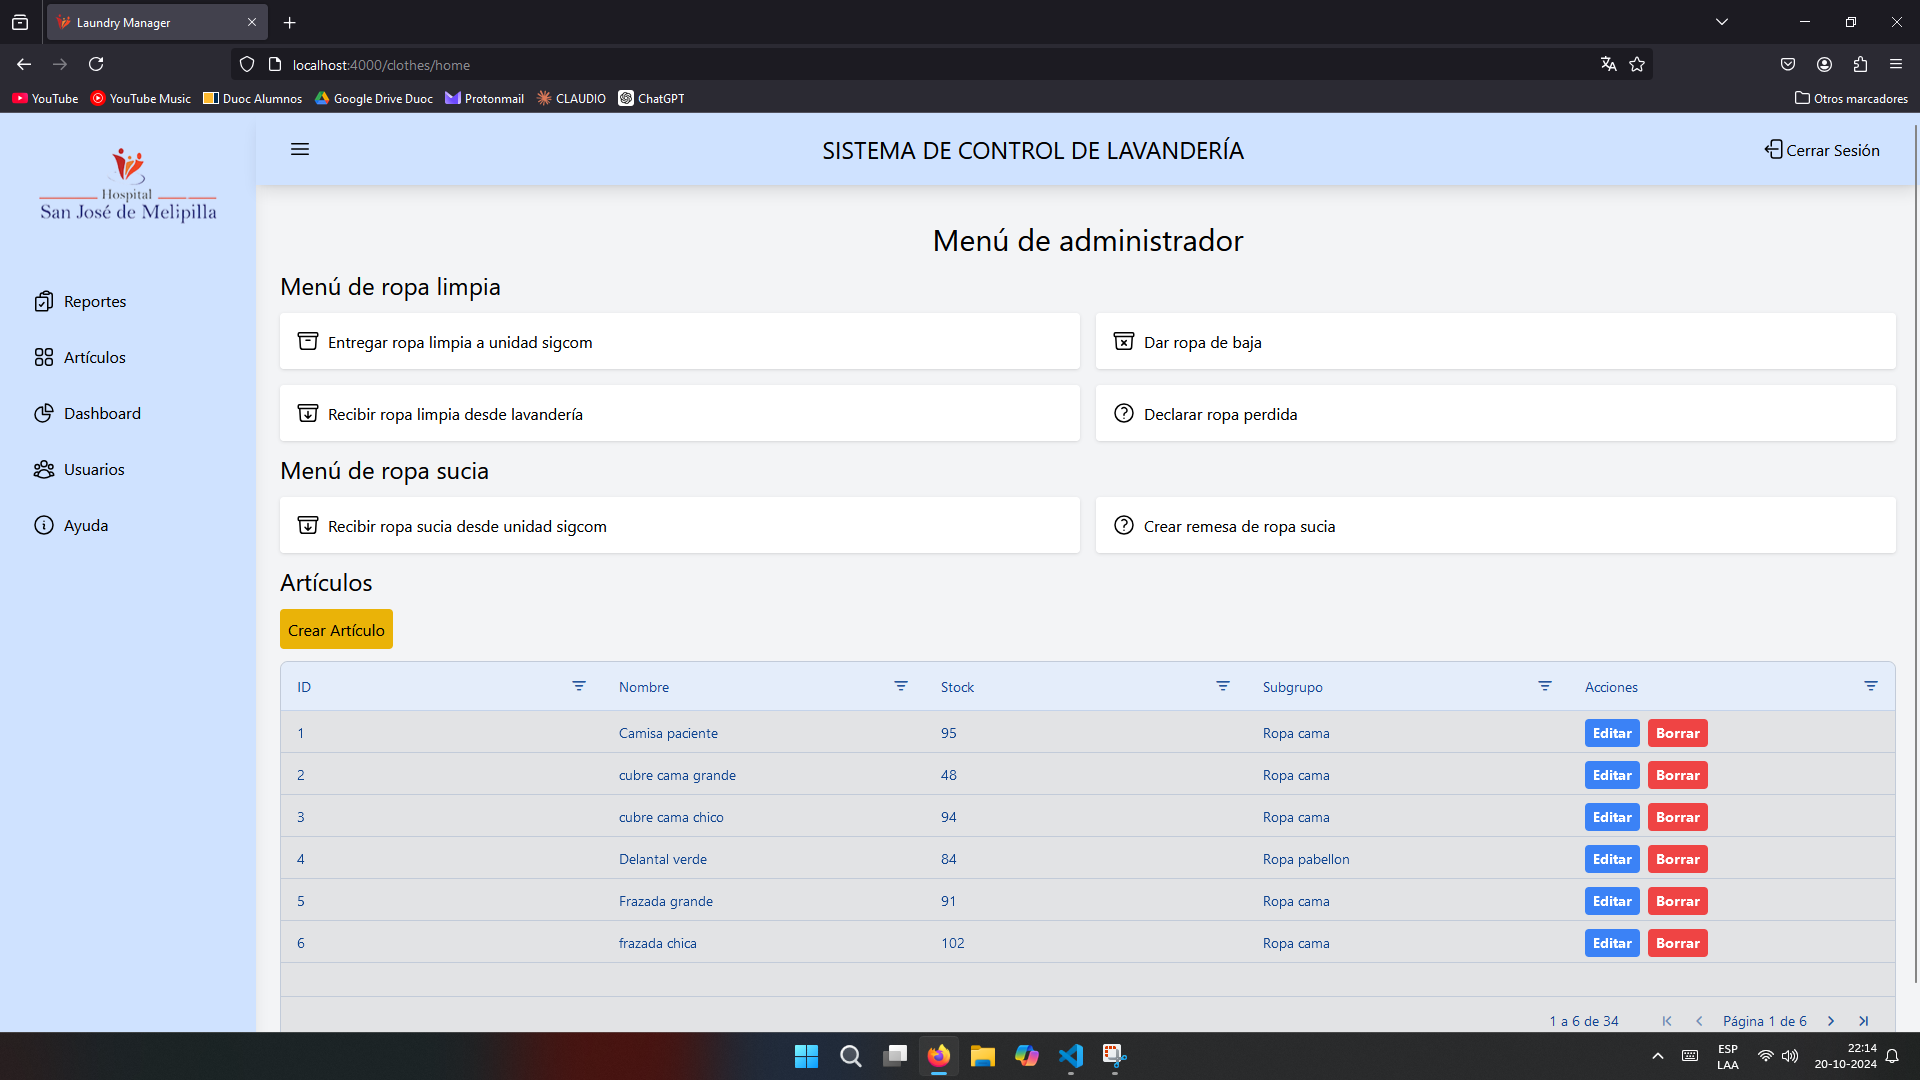 Laundry Manager
localhost:4000/clothes/home
YouTube
YouTube Music
Duoc Alumnos
Google Drive Duoc
Protonmail
CLAUDIO
ChatGPT
Otros marcadores
Hospital
San José de Melipilla
SISTEMA DE CONTROL DE LAVANDERÍA
Cerrar Sesión
Reportes
Artículos
Dashboard
Usuarios
Ayuda
Menú de administrador
Menú de ropa limpia
Entregar ropa limpia a unidad sigcom
Dar ropa de baja
Recibir ropa limpia desde lavandería
Declarar ropa perdida
Menú de ropa sucia
Recibir ropa sucia desde unidad sigcom
Crear remesa de ropa sucia
Artículos
Crear Artículo
ID Nombre Stock Subgrupo Acciones
1 Camisa paciente 95 Ropa cama Editar Borrar
2 cubre cama grande 48 Ropa cama Editar Borrar
3 cubre cama chico 94 Ropa cama Editar Borrar
4 Delantal verde 84 Ropa pabellon Editar Borrar
5 Frazada grande 91 Ropa cama Editar Borrar
6 frazada chica 102 Ropa cama Editar Borrar
1 a 6 de 34 Página 1 de 6
ESP
LAA
22:14
20-10-2024